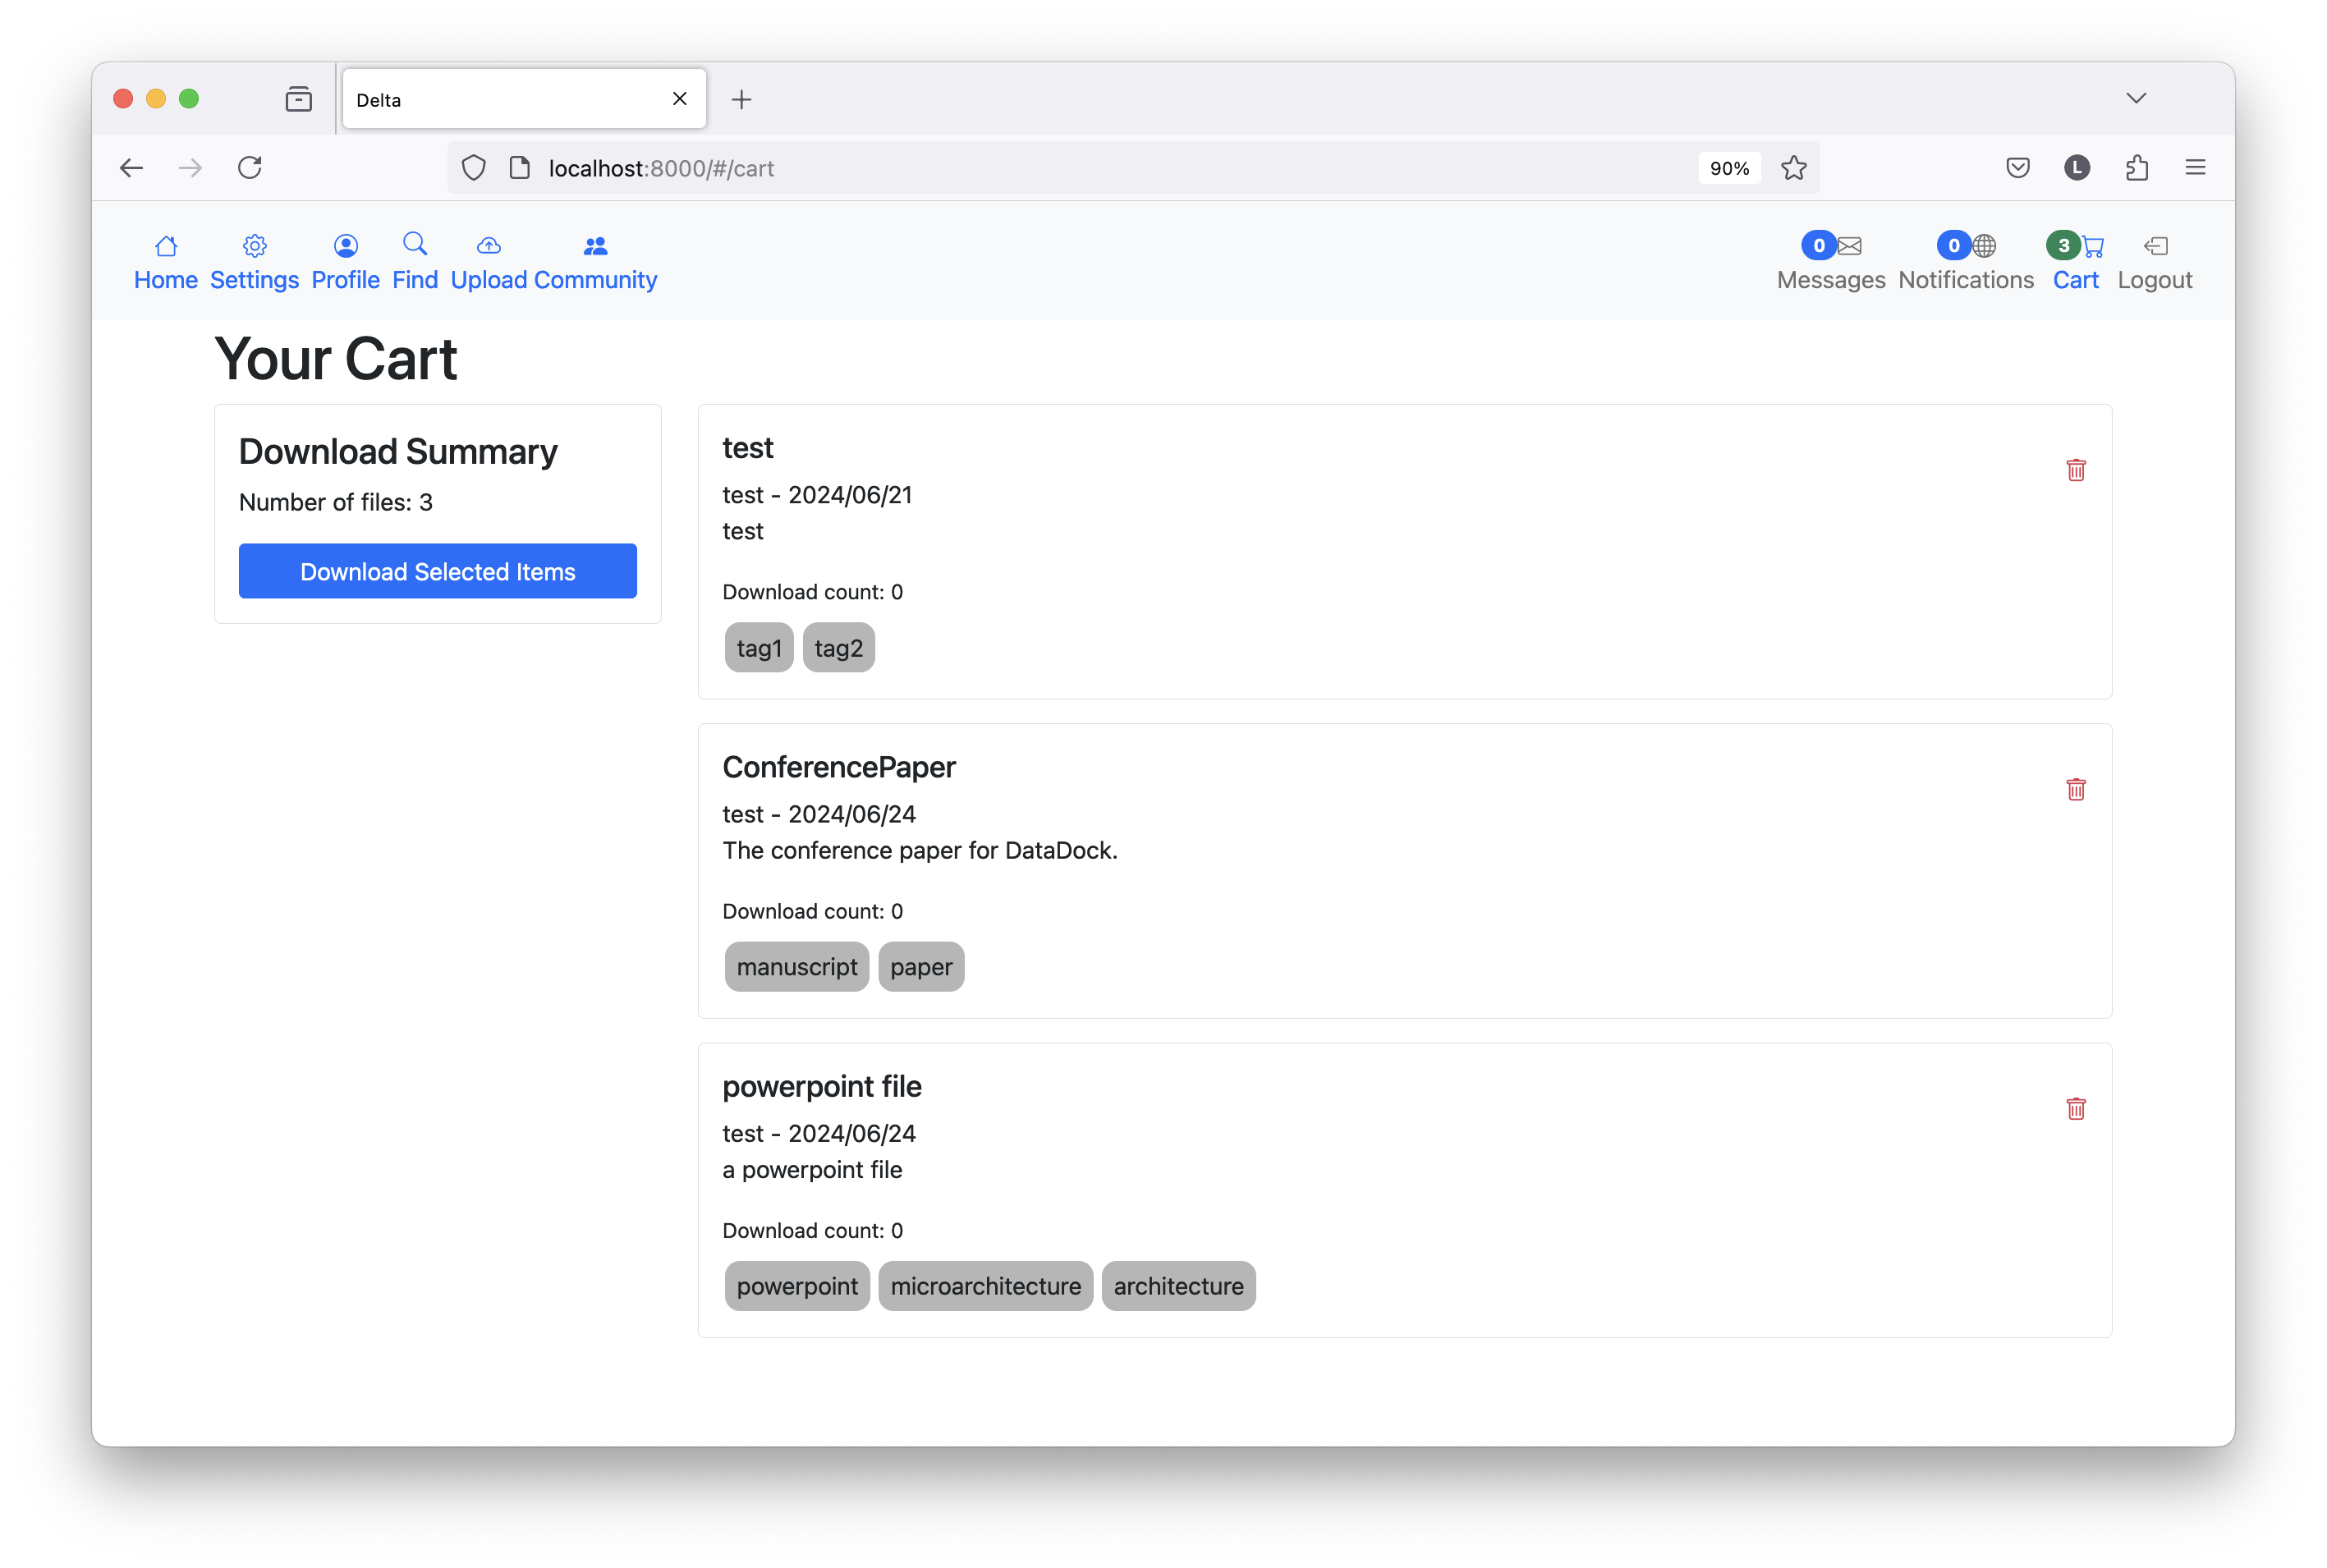 Delta
localhost:8000/#/cart
90%
L
0
0
3
Home Settings Profile Find Upload Community
Messages Notifications Cart Logout
Your Cart
Download Summary
Number of files: 3
Download Selected Items
test
test - 2024/06/21
test
Download count: 0
tag1 tag2
ConferencePaper
test - 2024/06/24
The conference paper for DataDock.
Download count: 0
manuscript paper
powerpoint file
test - 2024/06/24
a powerpoint file
Download count: 0
powerpoint microarchitecture architecture